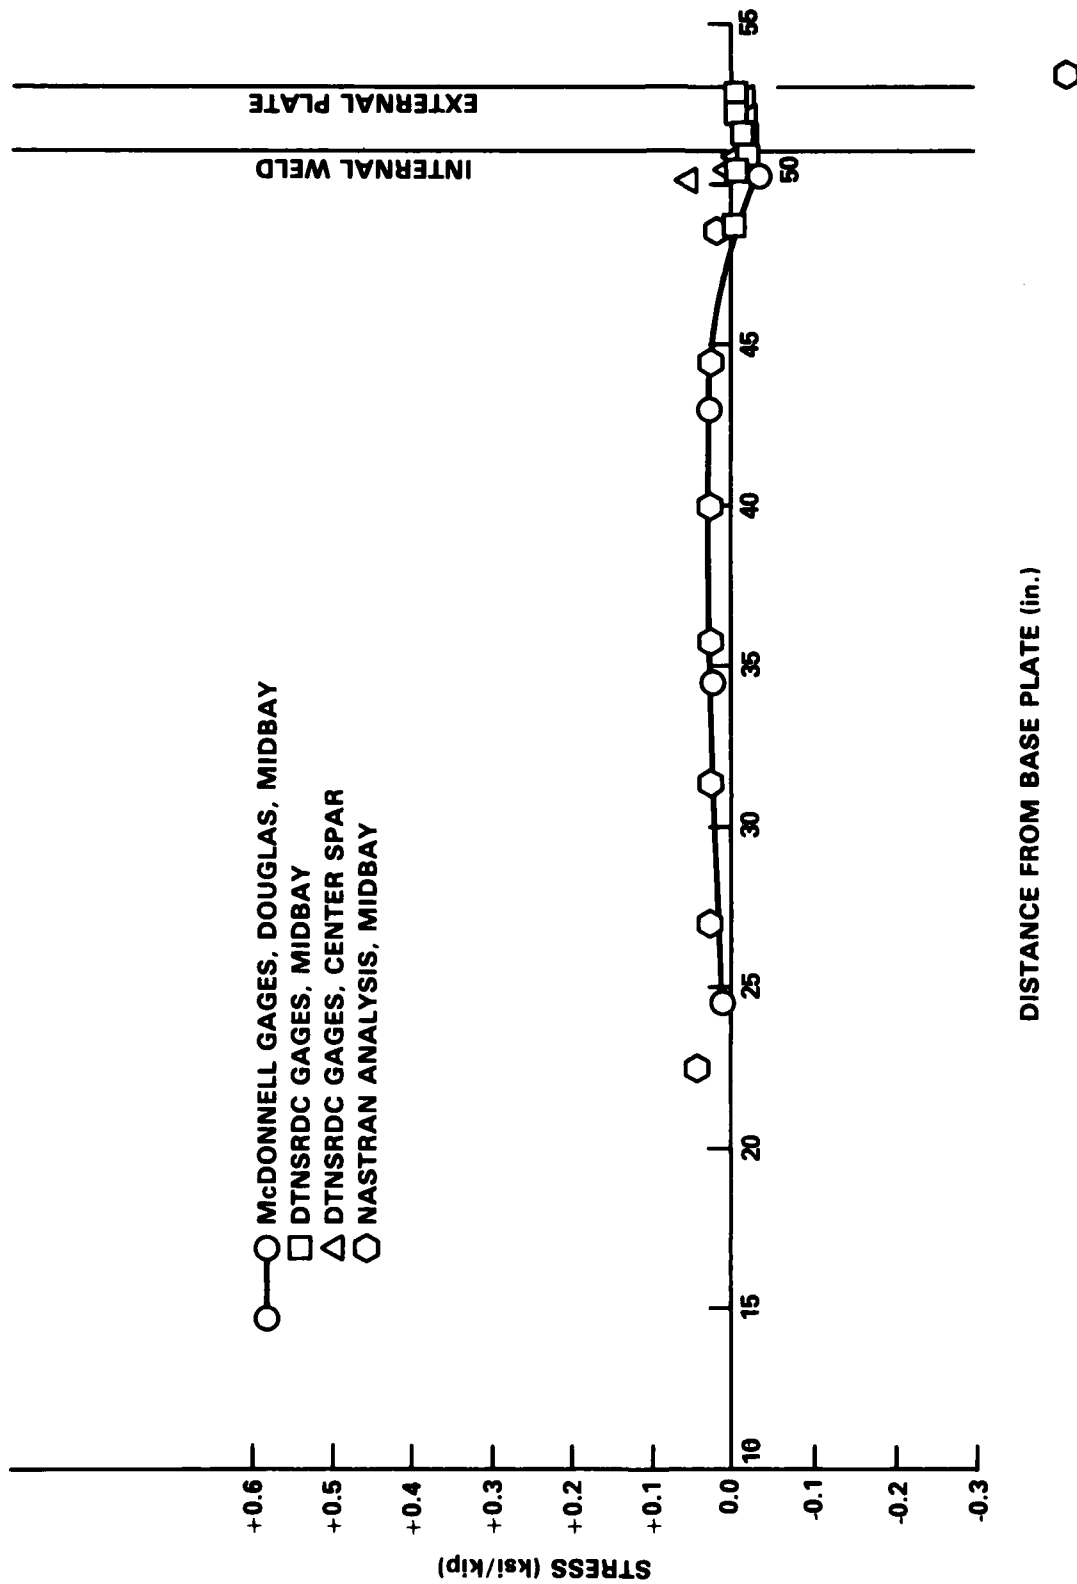 McDONNELL GAGES, DOUGLAS, MIDBAY
DTNSRDC GAGES, MIDBAY
DTNSRDC GAGES, CENTER SPAR
NASTRAN ANALYSIS, MIDBAY
INTERNAL WELD
EXTERNAL PLATE
STRESS (ksi/kip)
+0.6
+0.5
+0.4
+0.3
+0.2
+0.1
0.0
-0.1
-0.2
-0.3
10
15
20
25
30
35
40
45
50
55
DISTANCE FROM BASE PLATE (in.)